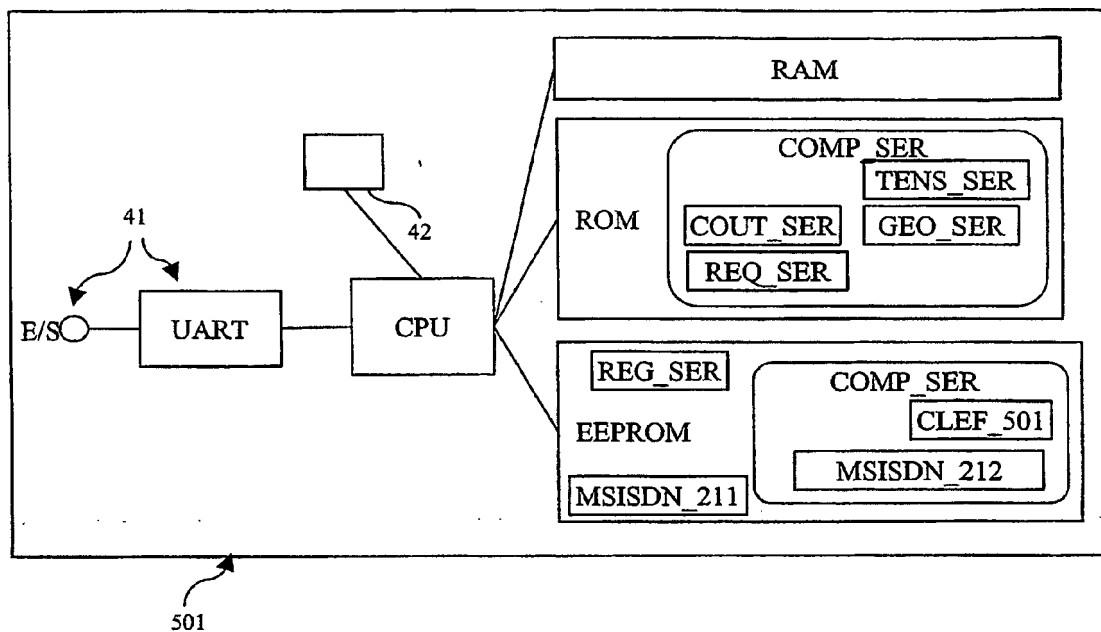 RAM
COMP_SER
TENS_SER
ROM
COUT_SER
GEO_SER
REQ_SER
41
42
E/S
UART
CPU
REG_SER
COMP_SER
CLEF_501
EEPROM
MSISDN_212
MSISDN_211
501